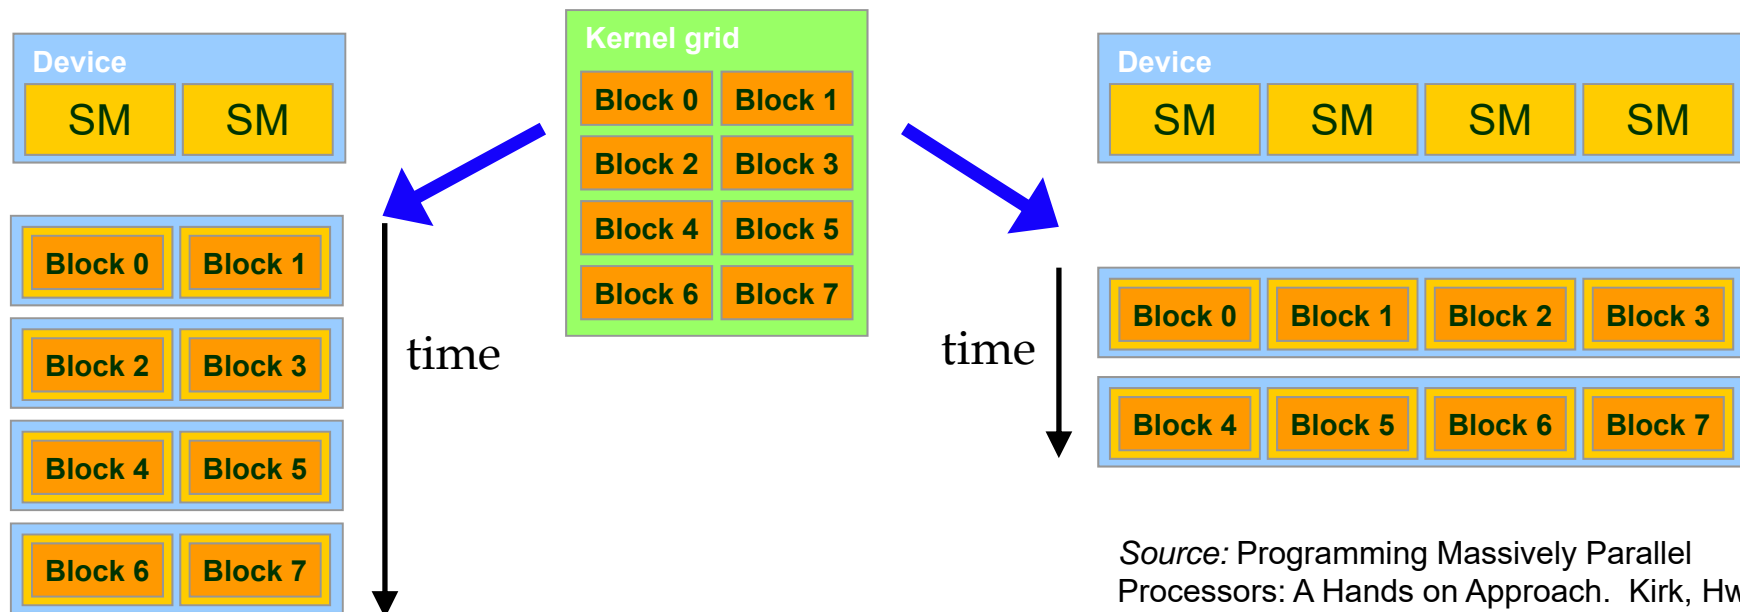 Device
SM SM
Block 0 Block 1
Block 2 Block 3
Block 4 Block 5
Block 6 Block 7
time
Kernel grid
Block 0 Block 1
Block 2 Block 3
Block 4 Block 5
Block 6 Block 7
Device
SM SM SM SM
time
Block 0 Block 1 Block 2 Block 3
Block 4 Block 5 Block 6 Block 7
Source: Programming Massively Parallel
Processors: A Hands on Approach. Kirk,